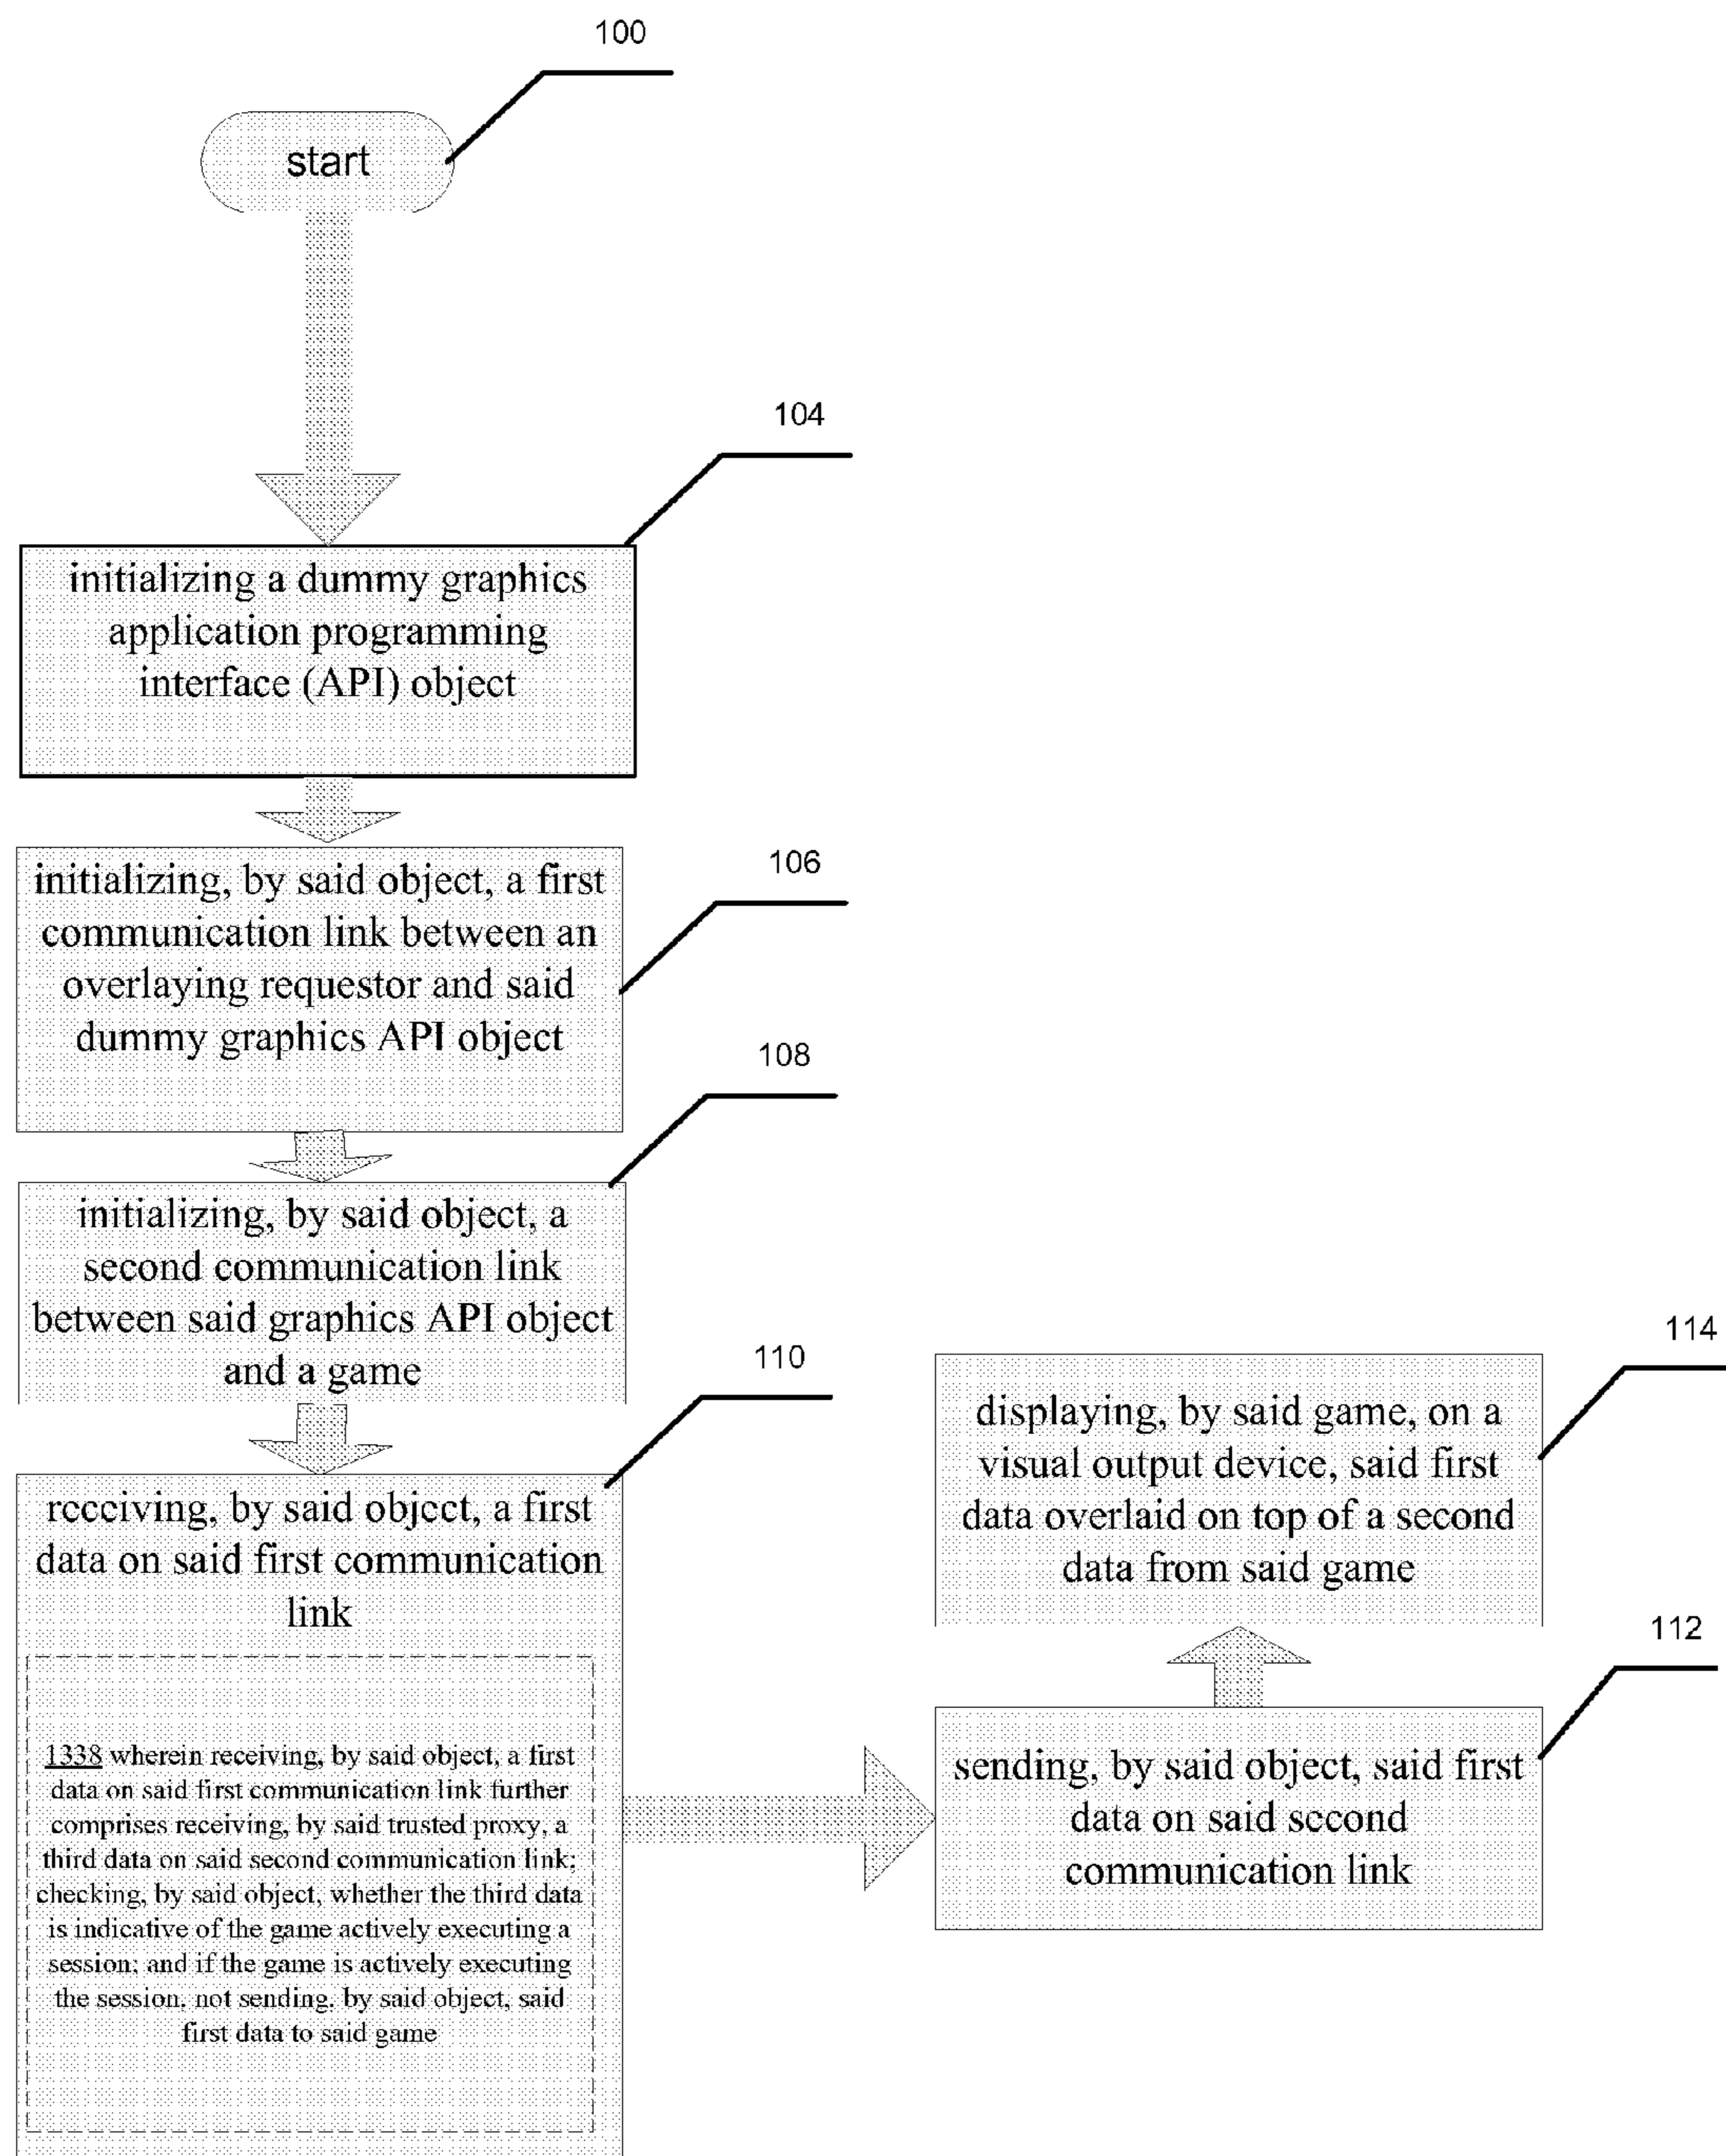 100
start
104
initializing a dummy graphics
application programming
interface (API) object
106
initializing, by said object, a first
communication link between an
overlaying requestor and said
dummy graphics API object
108
initializing, by said object, a
second communication link
between said graphics API object
and a game
110
receiving, by said object, a first
data on said first communication
link
1338 wherein receiving, by said object, a first
data on said first communication link further
comprises receiving, by said trusted proxy, a
third data on said second communication link;
checking, by said object, whether the third data
is indicative of the game actively executing a
session; and if the game is actively executing
the session, not sending, by said object, said
first data to said game
114
displaying, by said game, on a
visual output device, said first
data overlaid on top of a second
data from said game
112
sending, by said object, said first
data on said second
communication link